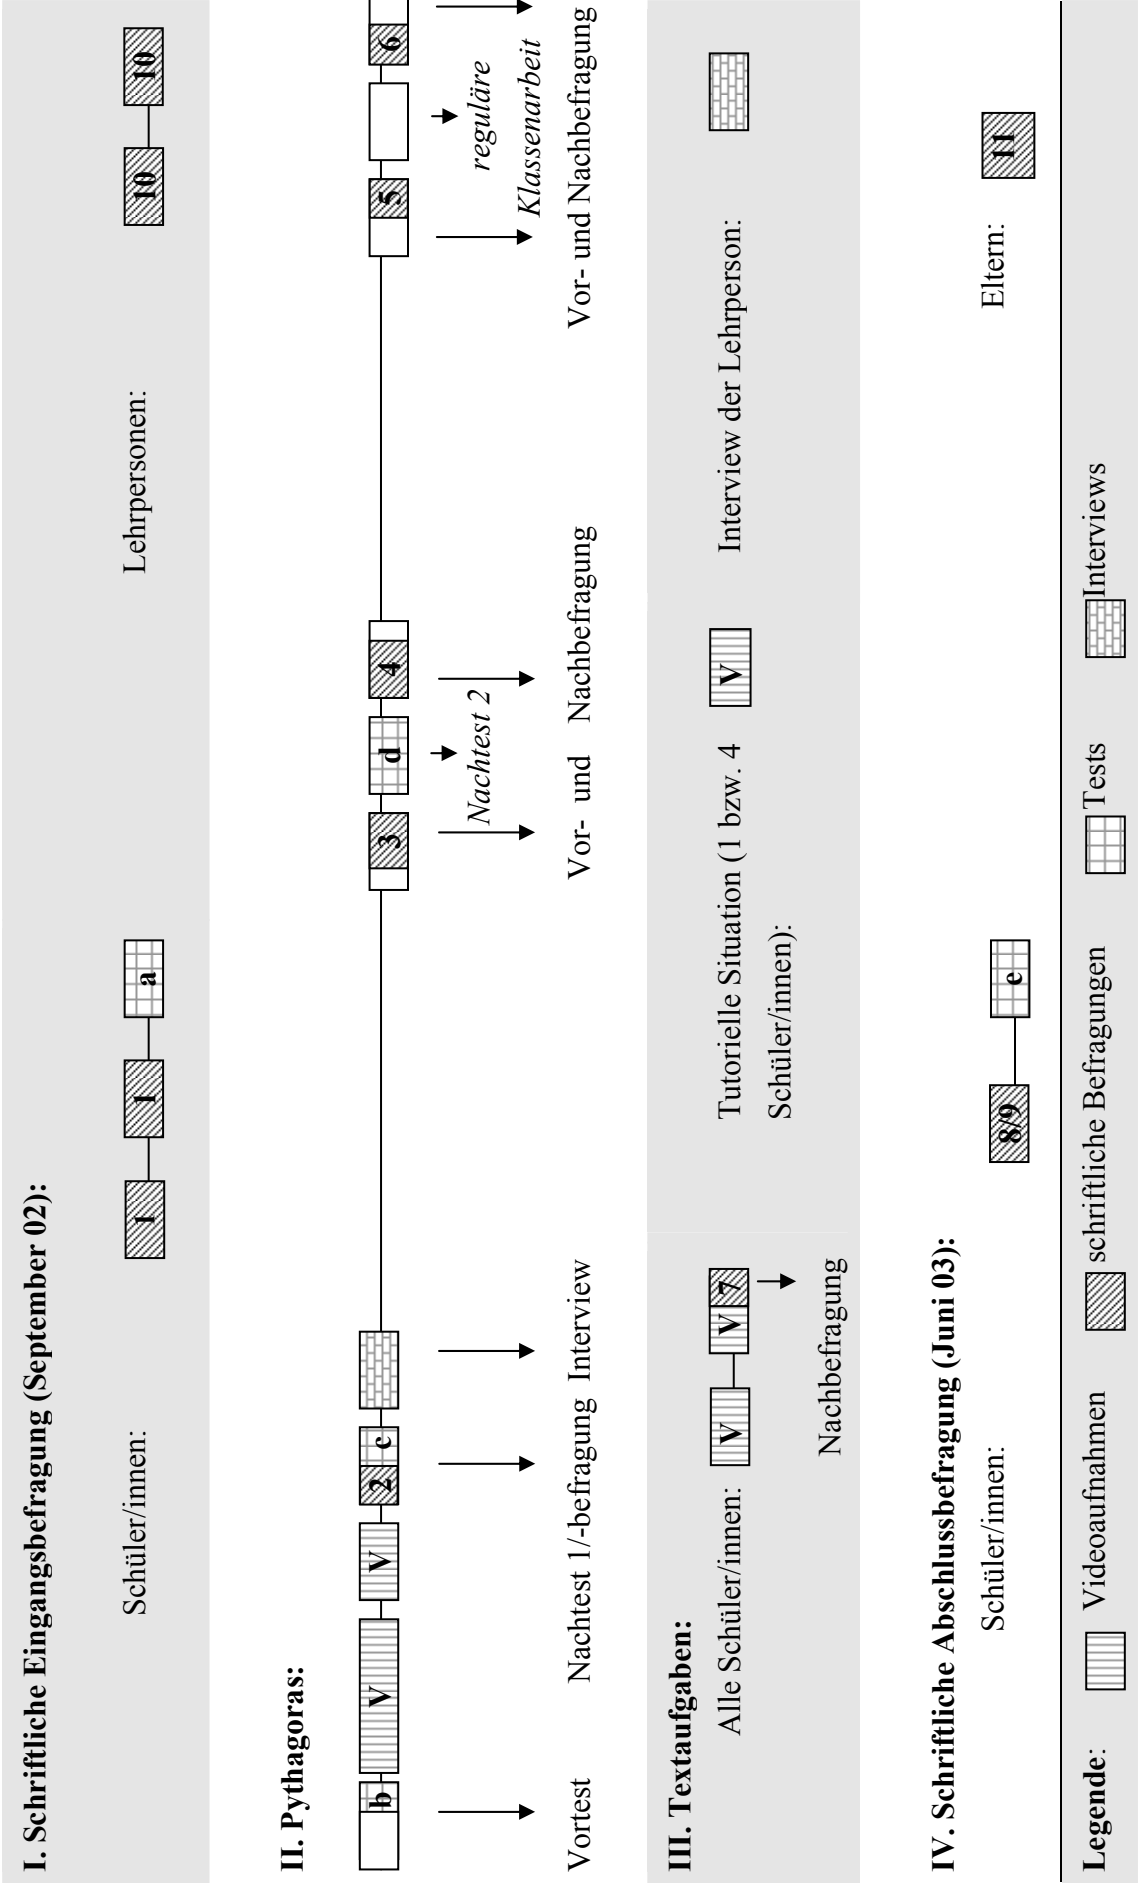 I. Schriftliche Eingangsbefragung (September 02):
Schüler/innen:
1
1
a
Lehrpersonen:
10
10
II. Pythagoras:
b
V
V
2
c
3
d
4
5
6
Nachtest 2
reguläre
Klassenarbeit
Vortest
Nachtest 1/-befragung
Interview
Vor- und Nachbefragung
Vor- und Nachbefragung
III. Textaufgaben:
Alle Schüler/innen:
V
V
7
Nachbefragung
Tutorielle Situation (1 bzw. 4
Schüler/innen):
V
Interview der Lehrperson:
IV. Schriftliche Abschlussbefragung (Juni 03):
Schüler/innen:
8/9
e
Eltern:
11
Legende:
Videoaufnahmen
schriftliche Befragungen
Tests
Interviews